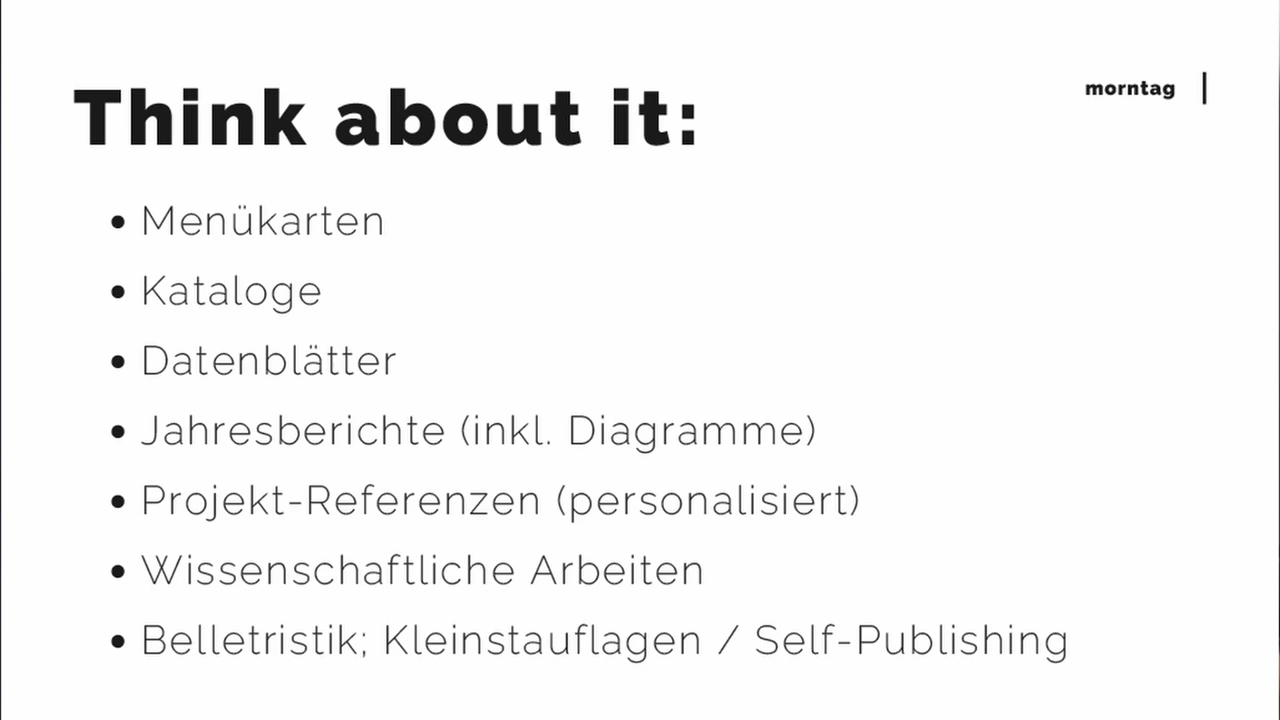 morntag
Think about it:
Menükarten
Kataloge
Datenblätter
Jahresberichte (inkl. Diagramme)
Projekt-Referenzen (personalisiert)
Wissenschaftliche Arbeiten
Belletristik; Kleinstauflagen / Self-Publishing